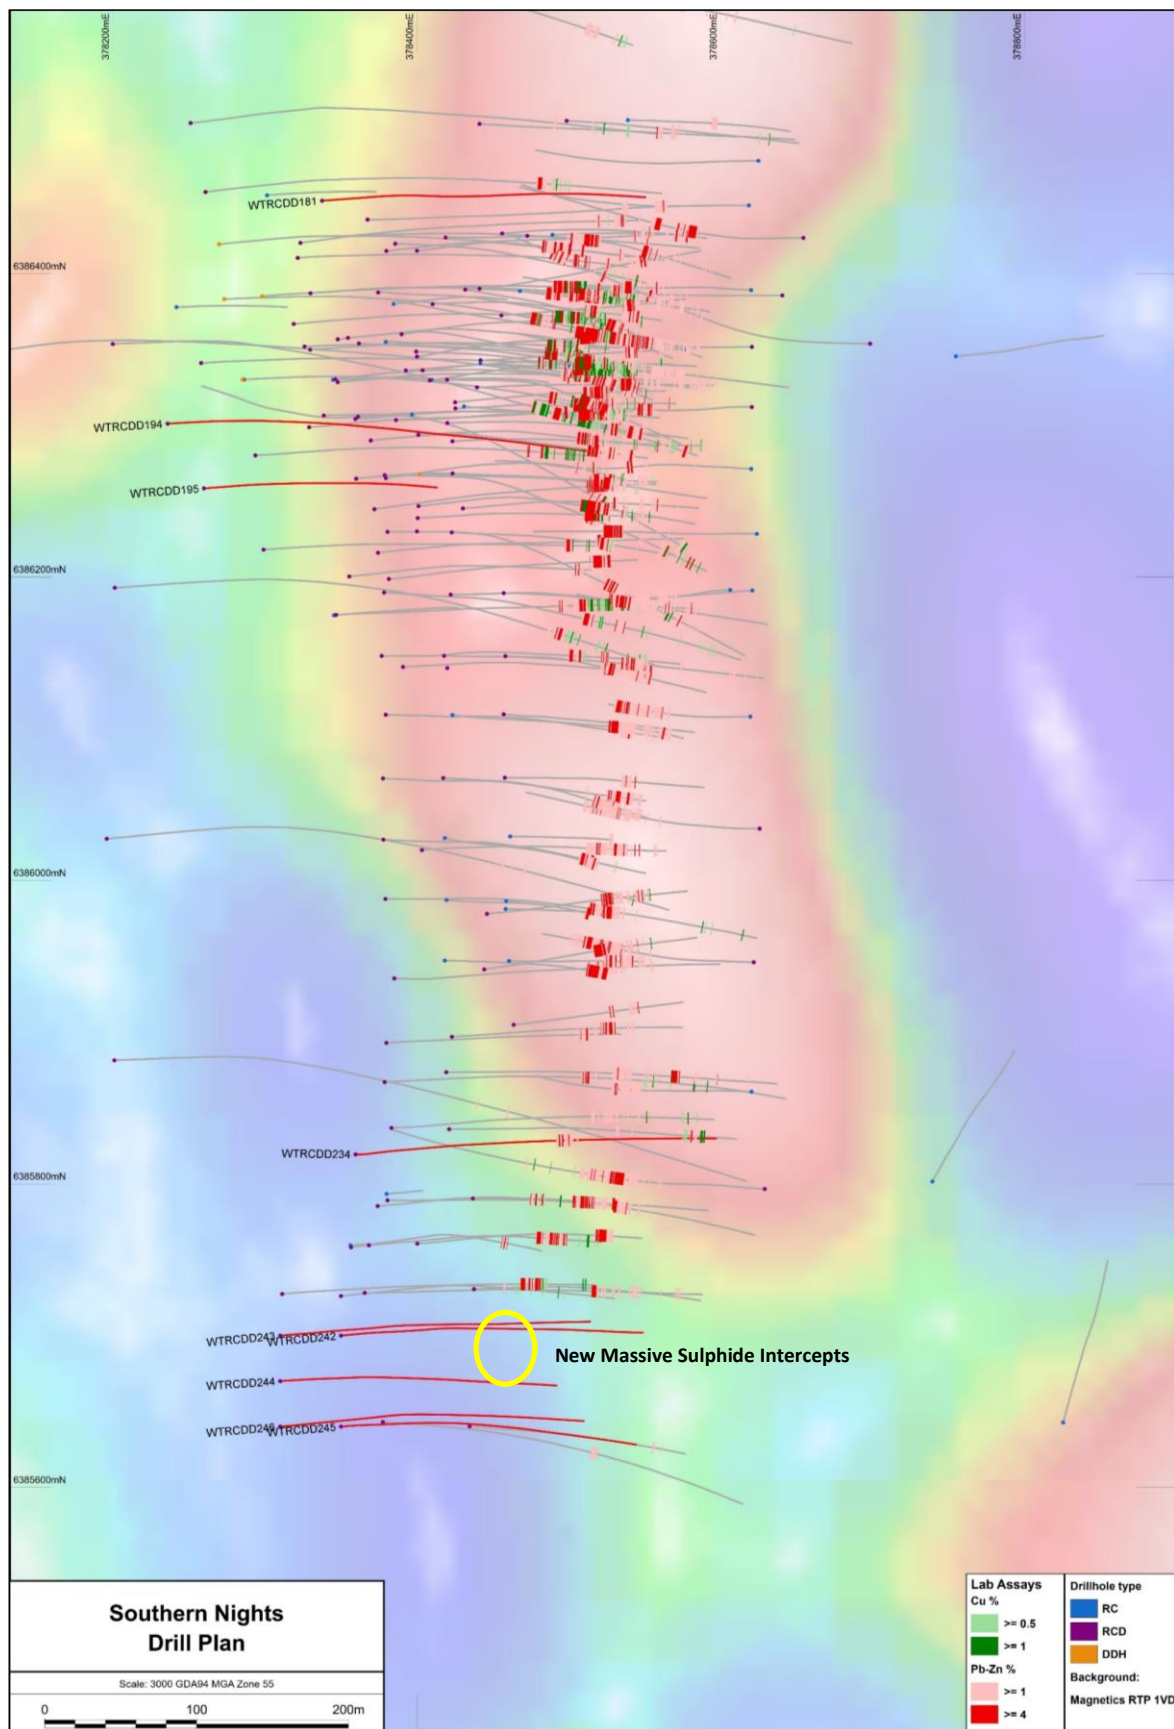 378200mE
378400mE
378600mE
378800mE
WTRCDD181
6386400mN
WTRCDD194
WTRCDD195
6386200mN
6386000mN
WTRCDD234
6385800mN
WTRCDD243
WTRCDD242
New Massive Sulphide Intercepts
WTRCDD244
WTRCDD246
WTRCDD245
6385600mN
Southern Nights
Drill Plan
Scale: 3000 GDA94 MGA Zone 55
0 100 200m
Lab Assays
Cu %
>= 0.5
>= 1
Pb-Zn %
>= 1
>= 4
Drillhole type
RC
RCD
DDH
Background:
Magnetics RTP 1VD